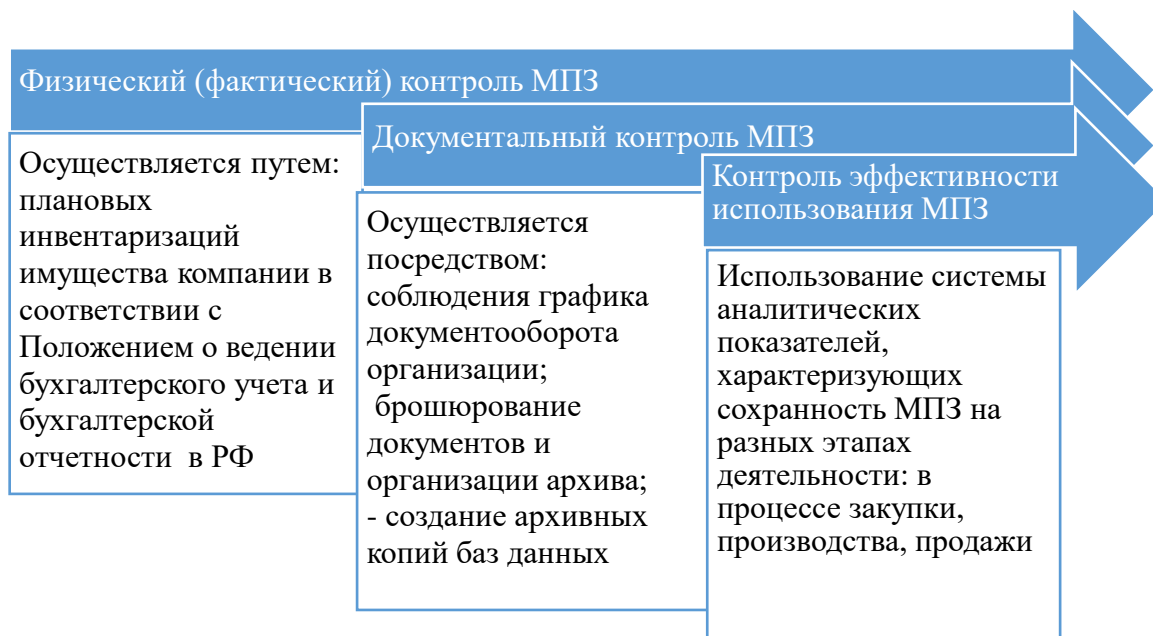 Физический (фактический) контроль МПЗ
Осуществляется путем:
плановых
инвентаризаций
имущества компании в
соответствии с
Положением о ведении
бухгалтерского учета и
бухгалтерской
отчетности в РФ
Документальный контроль МПЗ
Осуществляется
посредством:
соблюдения графика
документооборота
организации;
брошюрование
документов и
организации архива;
- создание архивных
копий баз данных
Контроль эффективности
использования МПЗ
Использование системы
аналитических
показателей,
характеризующих
сохранность МПЗ на
разных этапах
деятельности: в
процессе закупки,
производства, продажи